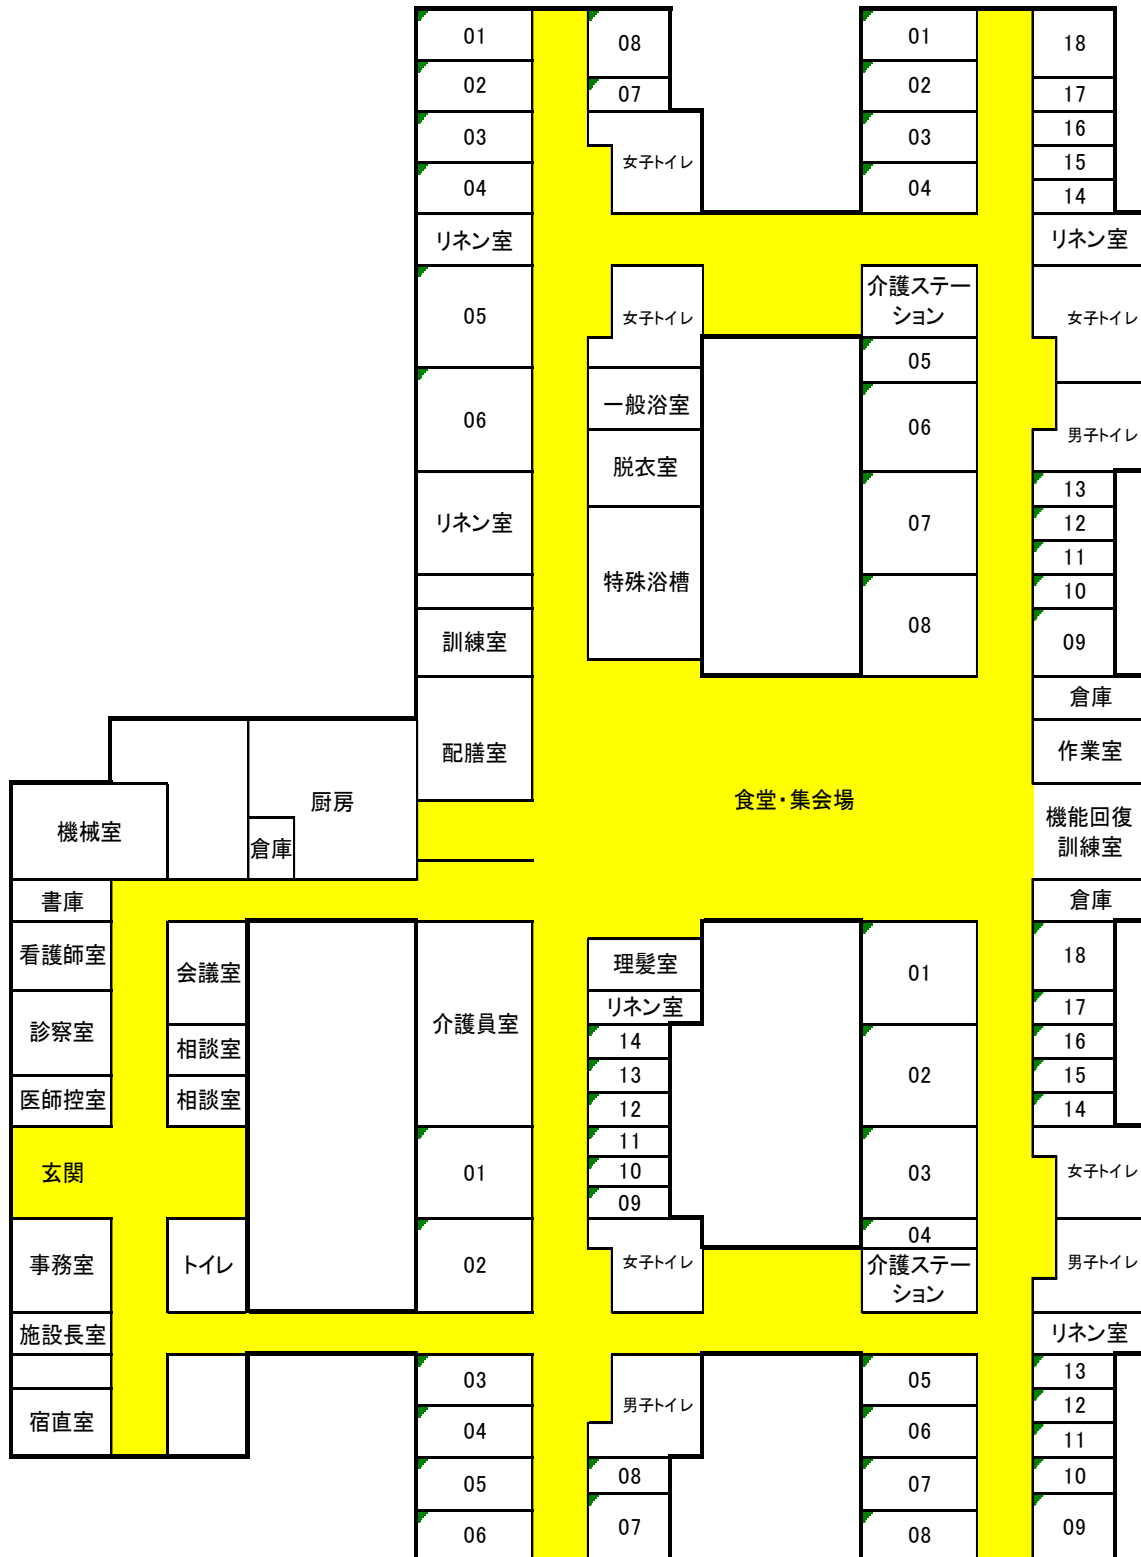 01
08
01
18
02
07
02
17
03
女子トイレ
03
16
15
04
04
14
リネン室
リネン室
05
女子トイレ
介護ステー
ション
女子トイレ
05
06
一般浴室
06
男子トイレ
脱衣室
13
リネン室
07
12
11
特殊浴槽
10
訓練室
08
09
倉庫
配膳室
作業室
厨房
食堂・集会場
機能回復
訓練室
機械室
倉庫
書庫
倉庫
看護師室
会議室
理髪室
01
18
リネン室
17
診察室
相談室
介護員室
14
16
13
02
15
医師控室
相談室
12
14
11
玄関
01
10
03
女子トイレ
09
04
事務室
トイレ
02
女子トイレ
介護ステー
ション
男子トイレ
施設長室
リネン室
03
男子トイレ
05
13
12
宿直室
04
06
11
05
08
07
10
06
07
08
09